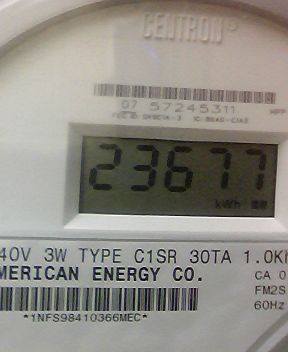 CENTRON
07 57245311
23677
kWh
40V 3W TYPE C1SR 30TA 1.0Kh
MERICAN ENERGY CO.
CA 0
FM2S
60Hz
*1NFS98410366MEC*